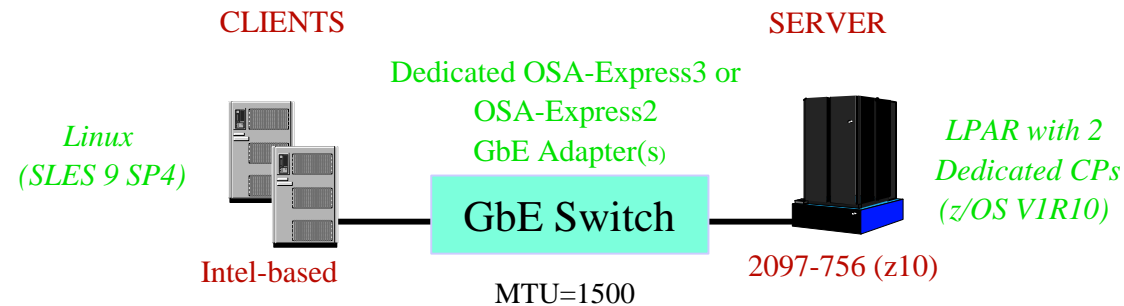 CLIENTS
SERVER
Dedicated OSA-Express3 or
OSA-Express2
GbE Adapter(s)
Linux
(SLES 9 SP4)
LPAR with 2
Dedicated CPs
(z/OS V1R10)
GbE Switch
Intel-based
2097-756 (z10)
MTU=1500